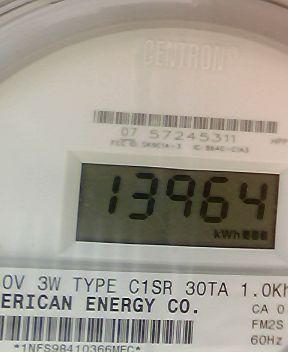 CENTRON
07 57245311
13964
kWh
0V 3W TYPE C1SR 30TA 1.0Kh
ERICAN ENERGY CO.
CA 0
FM2S
60Hz
*1NFS98410366MEC*